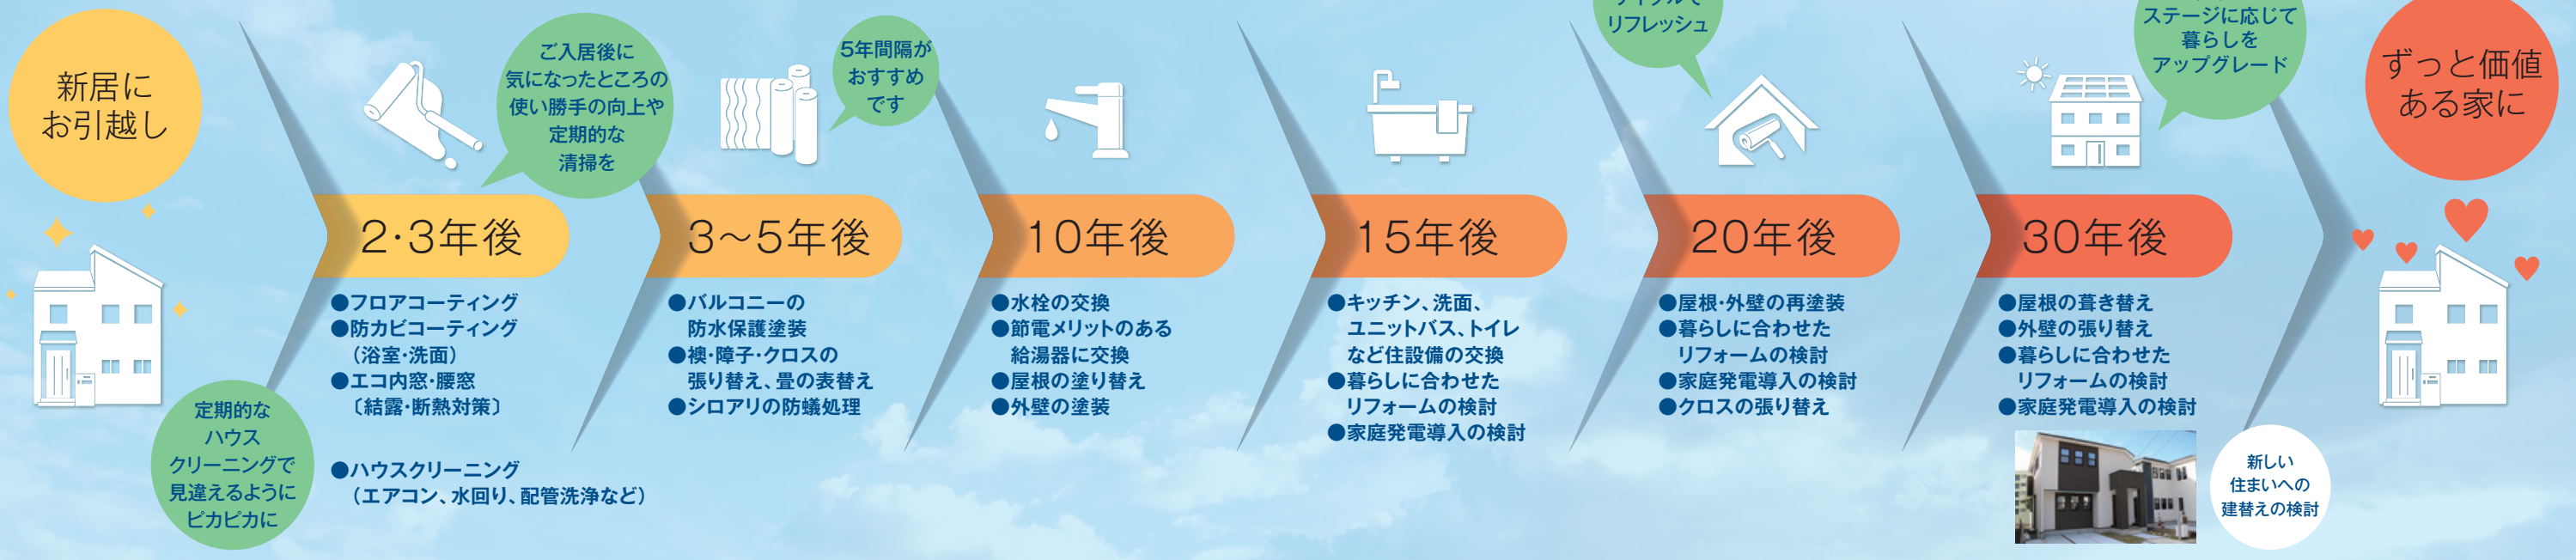 新居に
お引越し
定期的な
ハウス
クリーニングで
見違えるように
ピカピカに
2・3年後
ご入居後に
気になったところの
使い勝手の向上や
定期的な
清掃を
●フロアコーティング
●防カビコーティング
（浴室・洗面）
●エコ内窓・腰窓
〔結露・断熱対策〕
●ハウスクリーニング
（エアコン、水回り、配管洗浄など）
3〜5年後
5年間隔が
おすすめ
です
●バルコニーの
防水保護塗装
●襖・障子・クロスの
張り替え、畳の表替え
●シロアリの防蟻処理
10年後
●水栓の交換
●節電メリットのある
給湯器に交換
●屋根の塗り替え
●外壁の塗装
15年後
●キッチン、洗面、
ユニットバス、トイレ
など住設備の交換
●暮らしに合わせた
リフォームの検討
●家庭発電導入の検討
20年後
リフレッシュ
●屋根・外壁の再塗装
●暮らしに合わせた
リフォームの検討
●家庭発電導入の検討
●クロスの張り替え
30年後
ステージに応じて
暮らしを
アップグレード
●屋根の葺き替え
●外壁の張り替え
●暮らしに合わせた
リフォームの検討
●家庭発電導入の検討
新しい
住まいへの
建替えの検討
ずっと価値
ある家に